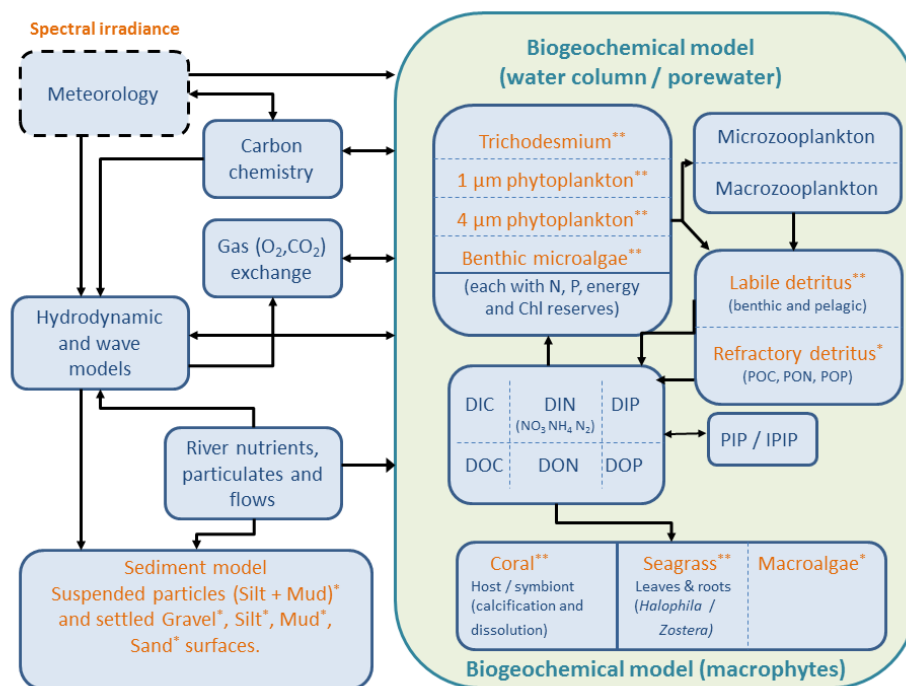 Spectral irradiance
Meteorology
Carbon
chemistry
Gas (O₂,CO₂)
exchange
Hydrodynamic
and wave
models
River nutrients,
particulates and
flows
Sediment model
Suspended particles (Silt + Mud)*
and settled Gravel*, Silt*, Mud*,
Sand* surfaces.
Biogeochemical model
(water column / porewater)
Trichodesmium**
1 µm phytoplankton**
4 µm phytoplankton**
Benthic microalgae**
(each with N, P, energy
and Chl reserves)
Microzooplankton
Macrozooplankton
Labile detritus**
(benthic and pelagic)
Refractory detritus*
(POC, PON, POP)
DIC DIN DIP
(NO₃ NH₄ N₂)
DOC DON DOP
PIP / IPIP
Coral**
Host / symbiont
(calcification and
dissolution)
Seagrass**
Leaves & roots
(Halophila /
Zostera)
Macroalgae*
Biogeochemical model (macrophytes)